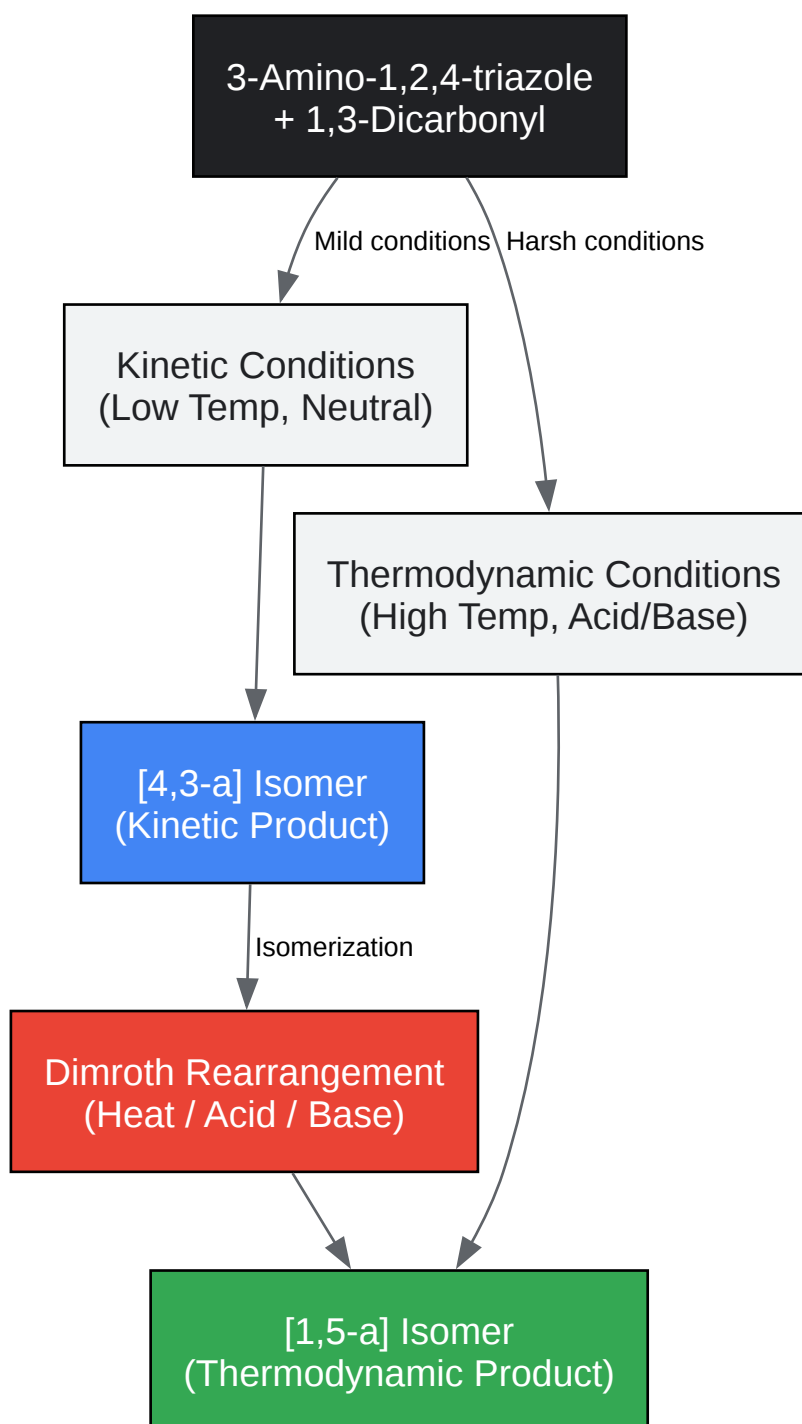 3-Amino-1,2,4-triazole
+ 1,3-Dicarbonyl
Mild conditions
Harsh conditions
Kinetic Conditions
(Low Temp, Neutral)
Thermodynamic Conditions
(High Temp, Acid/Base)
[4,3-a] Isomer
(Kinetic Product)
Isomerization
Dimroth Rearrangement
(Heat / Acid / Base)
[1,5-a] Isomer
(Thermodynamic Product)